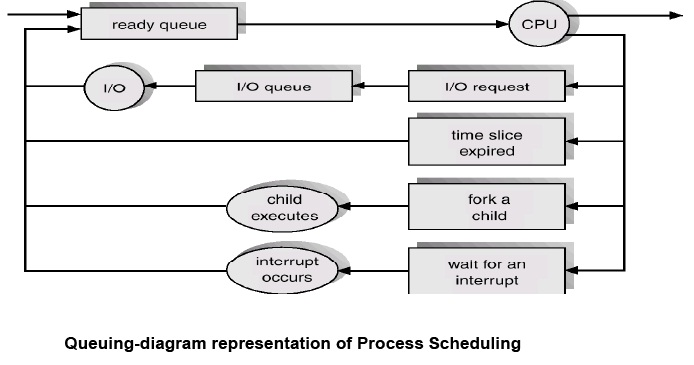 ready queue
CPU
I/O
I/O queue
I/O request
time slice
expired
child
executes
fork a
child
interrupt
occurs
wait for an
interrupt
Queuing-diagram representation of Process Scheduling